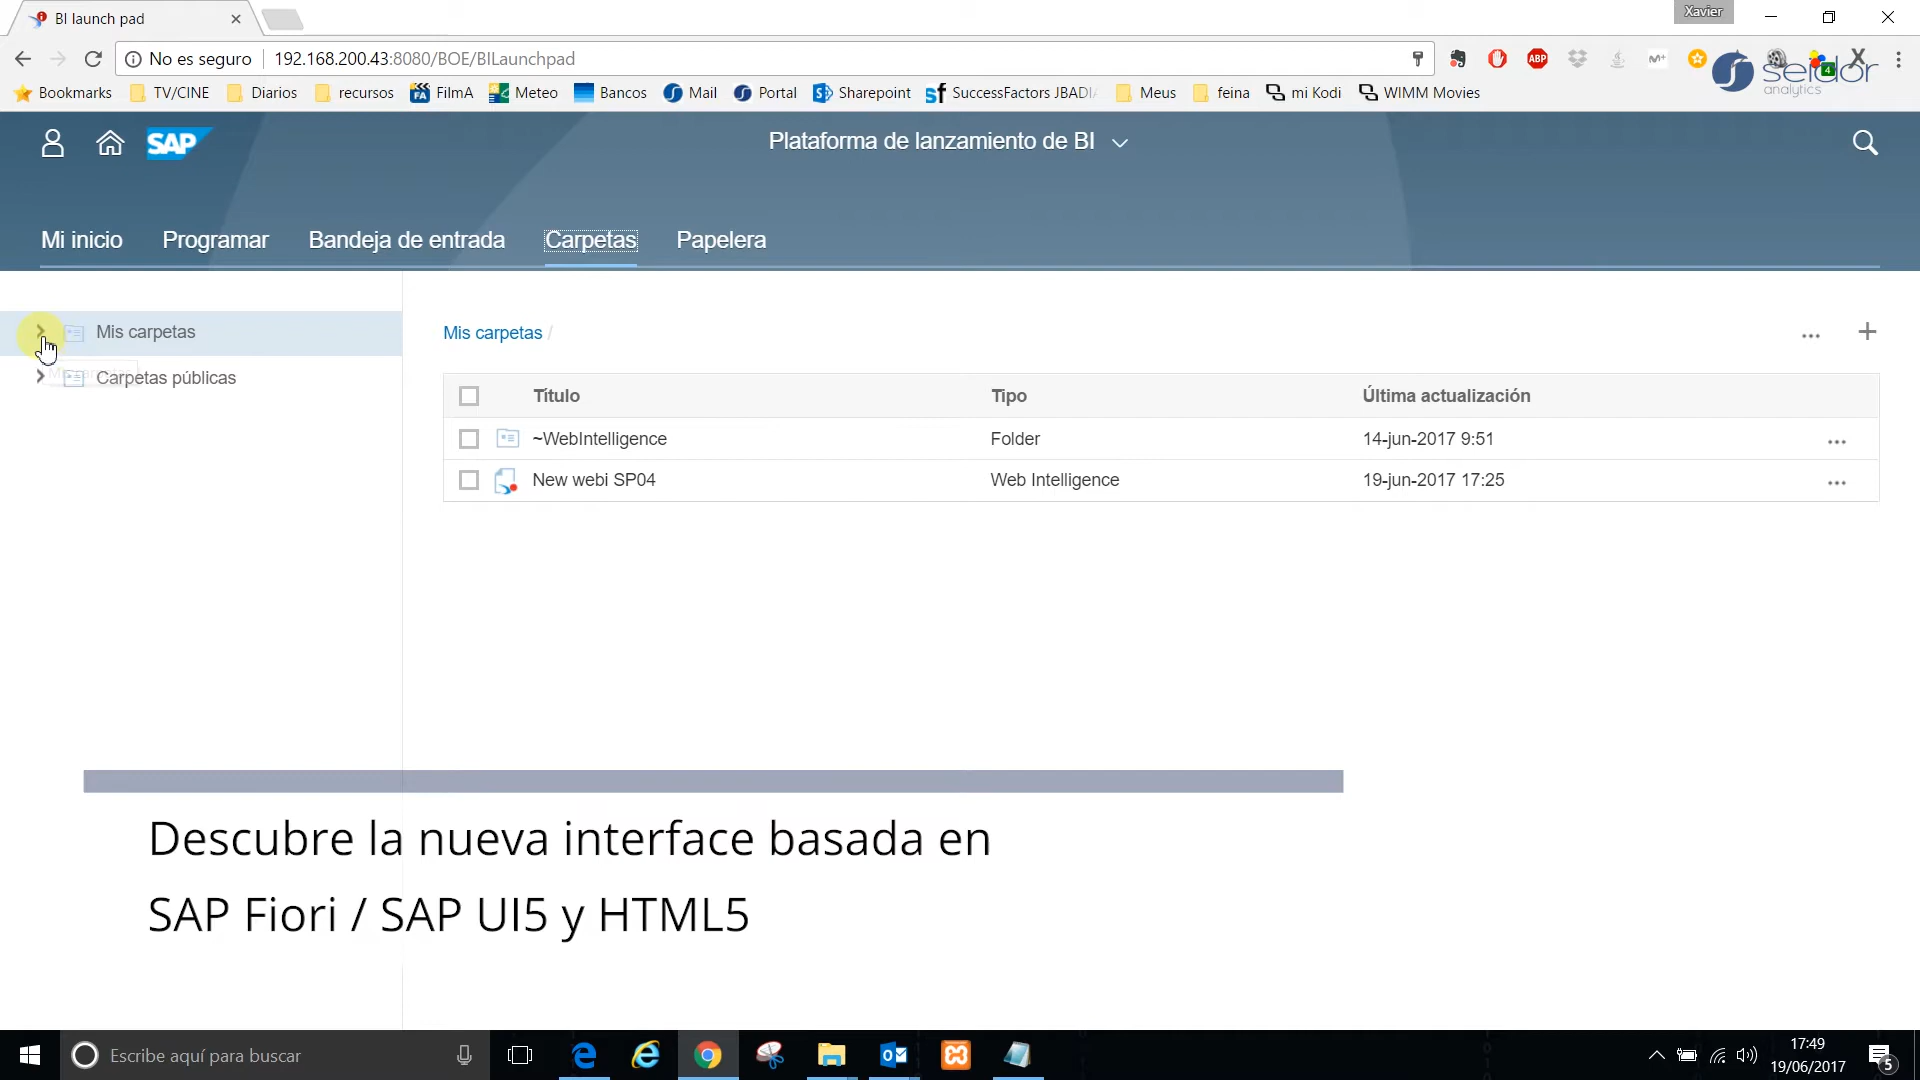 BI launch pad
Xavier
No es seguro 192.168.200.43:8080/BOE/BILaunchpad
ABP
4
seidor
analytics
Bookmarks TV/CINE Diarios recursos FilmA Meteo Bancos Mail Portal Sharepoint SuccessFactors JBADI Meus feina mi Kodi WIMM Movies
SAP
Plataforma de lanzamiento de BI
Mi inicio Programar Bandeja de entrada Carpetas Papelera
Mis carpetas
Carpetas públicas
Mis carpetas /
Título Tipo Última actualización
~WebIntelligence Folder 14-jun-2017 9:51
New webi SP04 Web Intelligence 19-jun-2017 17:25
Descubre la nueva interface basada en
SAP Fiori / SAP UI5 y HTML5
Escribe aquí para buscar
17:49
19/06/2017
5